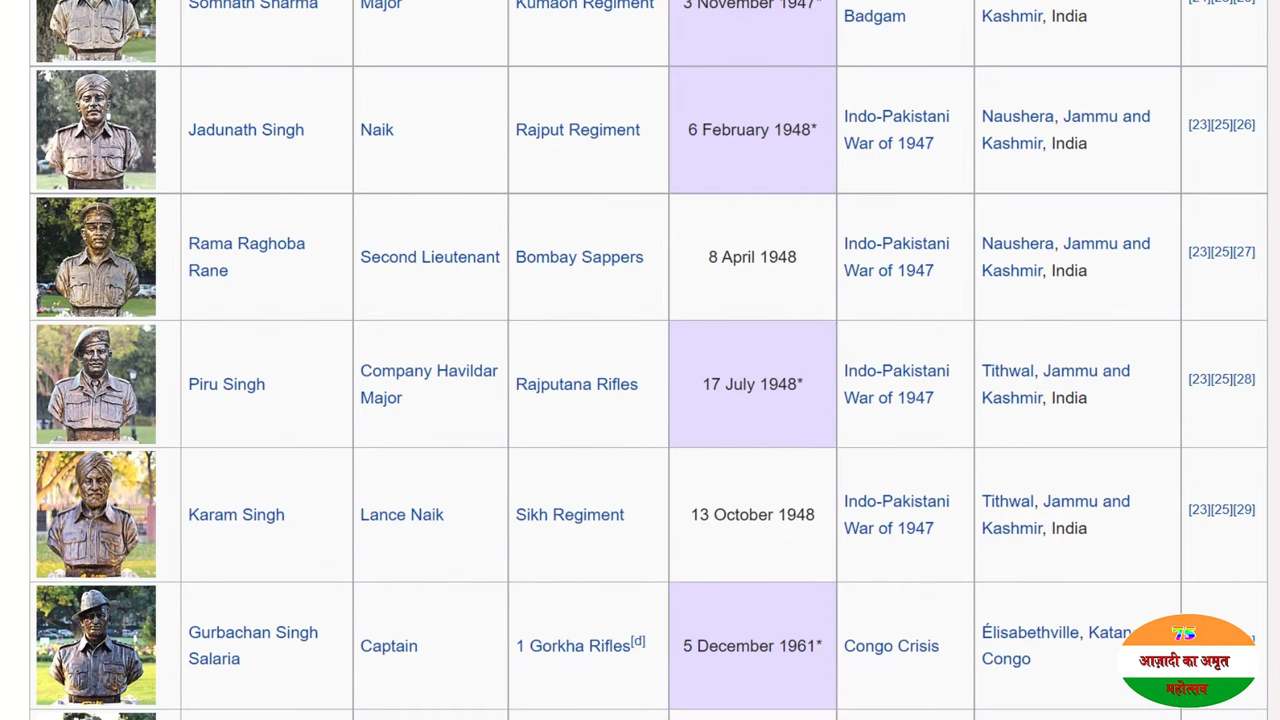 Somnath Sharma
Major
Kumaon Regiment
3 November 1947*
Badgam
Kashmir, India
Jadunath Singh
Naik
Rajput Regiment
6 February 1948*
Indo-Pakistani
War of 1947
Naushera, Jammu and
Kashmir, India
[23][25][26]
Rama Raghoba
Rane
Second Lieutenant
Bombay Sappers
8 April 1948
Indo-Pakistani
War of 1947
Naushera, Jammu and
Kashmir, India
[23][25][27]
Piru Singh
Company Havildar
Major
Rajputana Rifles
17 July 1948*
Indo-Pakistani
War of 1947
Tithwal, Jammu and
Kashmir, India
[23][25][28]
Karam Singh
Lance Naik
Sikh Regiment
13 October 1948
Indo-Pakistani
War of 1947
Tithwal, Jammu and
Kashmir, India
[23][25][29]
Gurbachan Singh
Salaria
Captain
1 Gorkha Rifles[d]
5 December 1961*
Congo Crisis
Élisabethville, Katan
Congo
75
आज़ादी का अमृत
महोत्सव